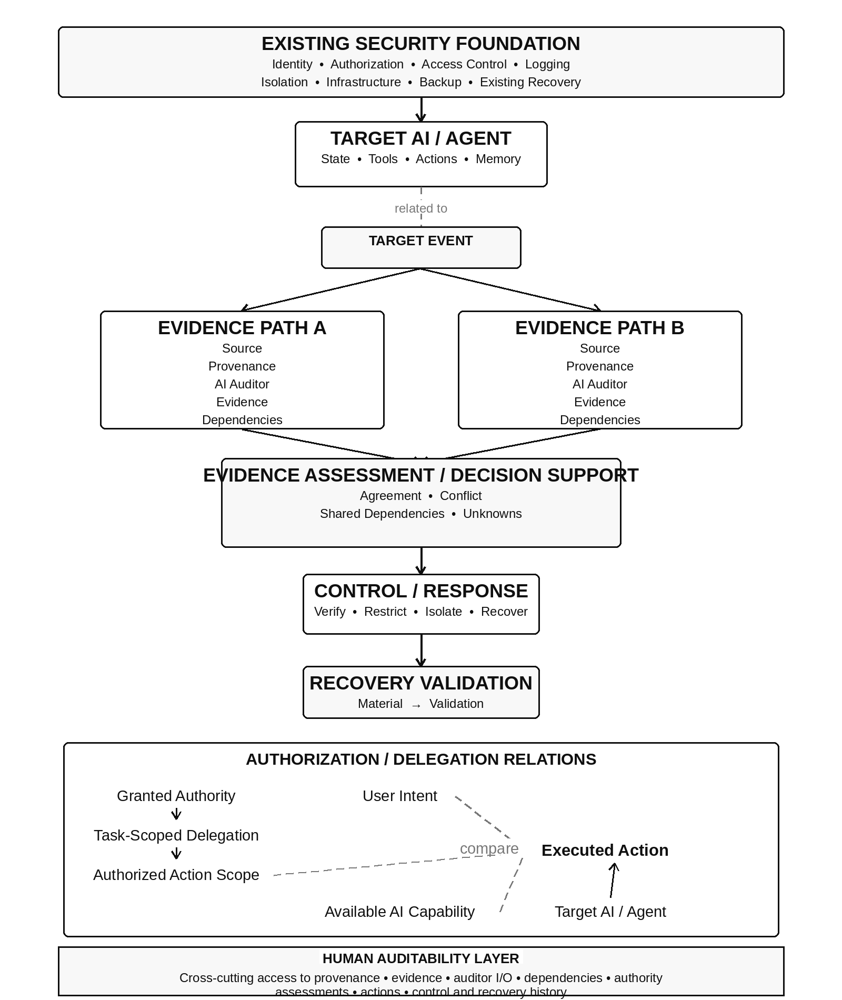 EXISTING SECURITY FOUNDATION
Identity • Authorization • Access Control • Logging
Isolation • Infrastructure • Backup • Existing Recovery
TARGET AI / AGENT
State • Tools • Actions • Memory
related to
TARGET EVENT
EVIDENCE PATH A
Source
Provenance
AI Auditor
Evidence
Dependencies
EVIDENCE PATH B
Source
Provenance
AI Auditor
Evidence
Dependencies
EVIDENCE ASSESSMENT / DECISION SUPPORT
Agreement • Conflict
Shared Dependencies • Unknowns
CONTROL / RESPONSE
Verify • Restrict • Isolate • Recover
RECOVERY VALIDATION
Material → Validation
AUTHORIZATION / DELEGATION RELATIONS
Granted Authority
Task-Scoped Delegation
Authorized Action Scope
User Intent
compare
Executed Action
Available AI Capability
Target AI / Agent
HUMAN AUDITABILITY LAYER
Cross-cutting access to provenance • evidence • auditor I/O • dependencies • authority
assessments • actions • control and recovery history